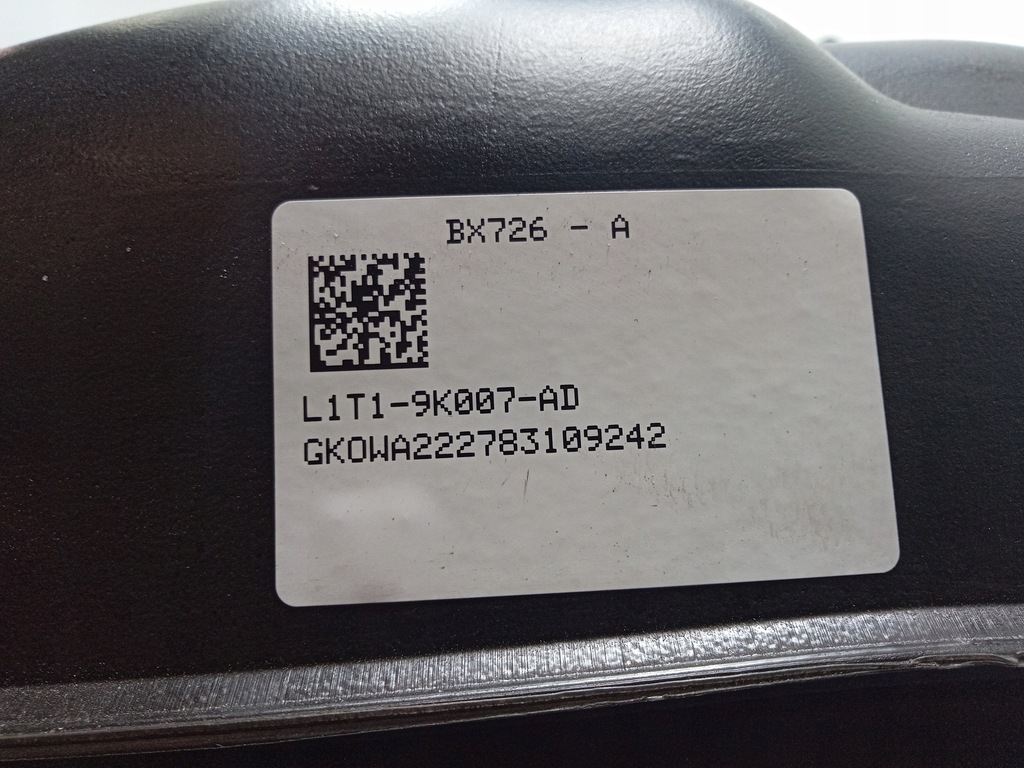 BX726 - A
L1T1-9K007-AD
GKOWA222783109242